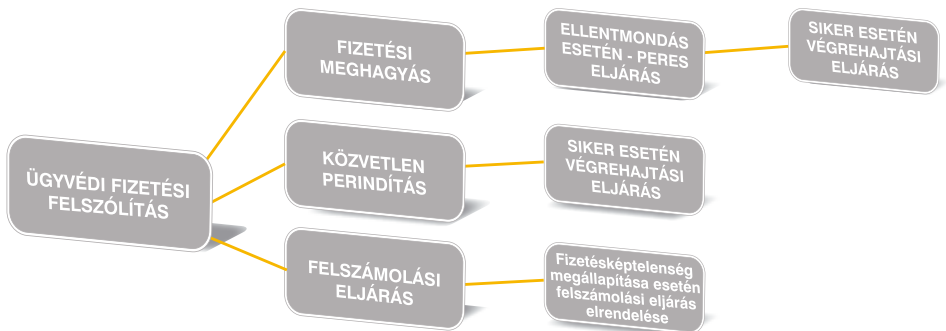 ÜGYVÉDI FIZETÉSI
FELSZÓLÍTÁS
FIZETÉSI
MEGHAGYÁS
ELLENTMONDÁS
ESETÉN - PERES
ELJÁRÁS
SIKER ESETÉN
VÉGREHAJTÁSI
ELJÁRÁS
KÖZVETLEN
PERINDÍTÁS
SIKER ESETÉN
VÉGREHAJTÁSI
ELJÁRÁS
FELSZÁMOLÁSI
ELJÁRÁS
Fizetésképtelenség
megállapítása esetén
felszámolási eljárás
elrendelése